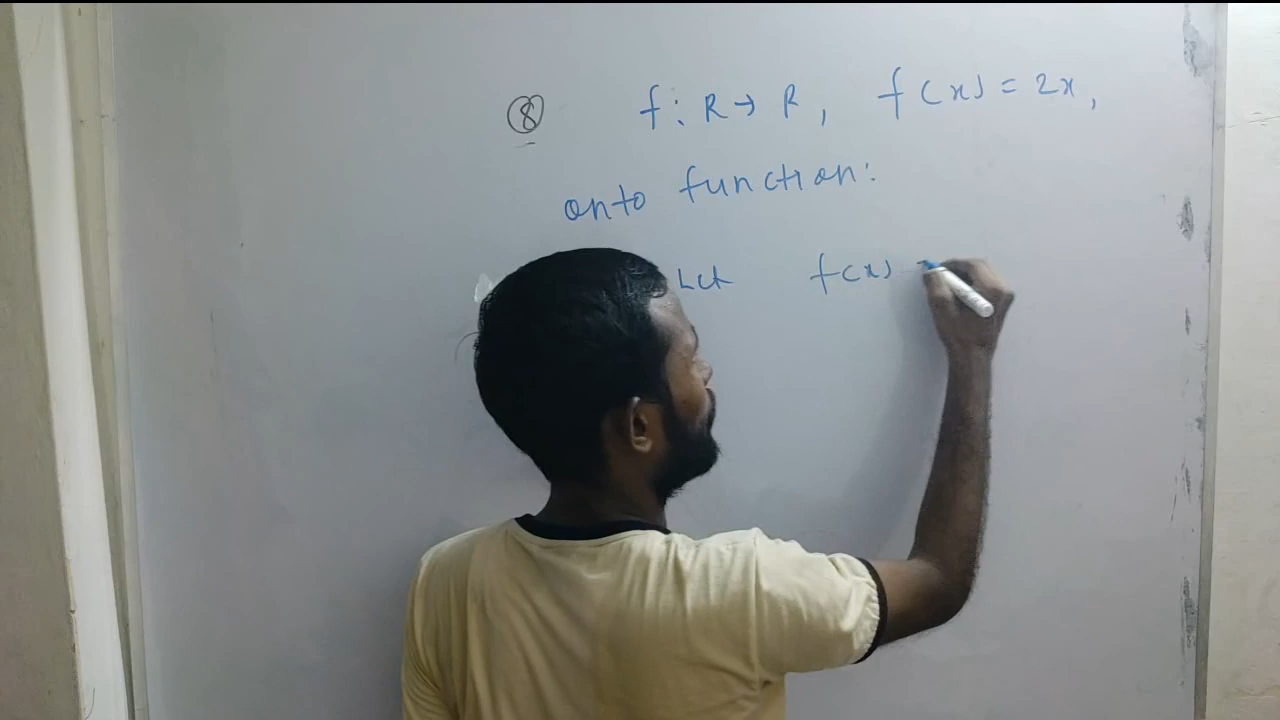 ⑧ f: R → R, f(x) = 2x,
onto function:
Let f(x) =